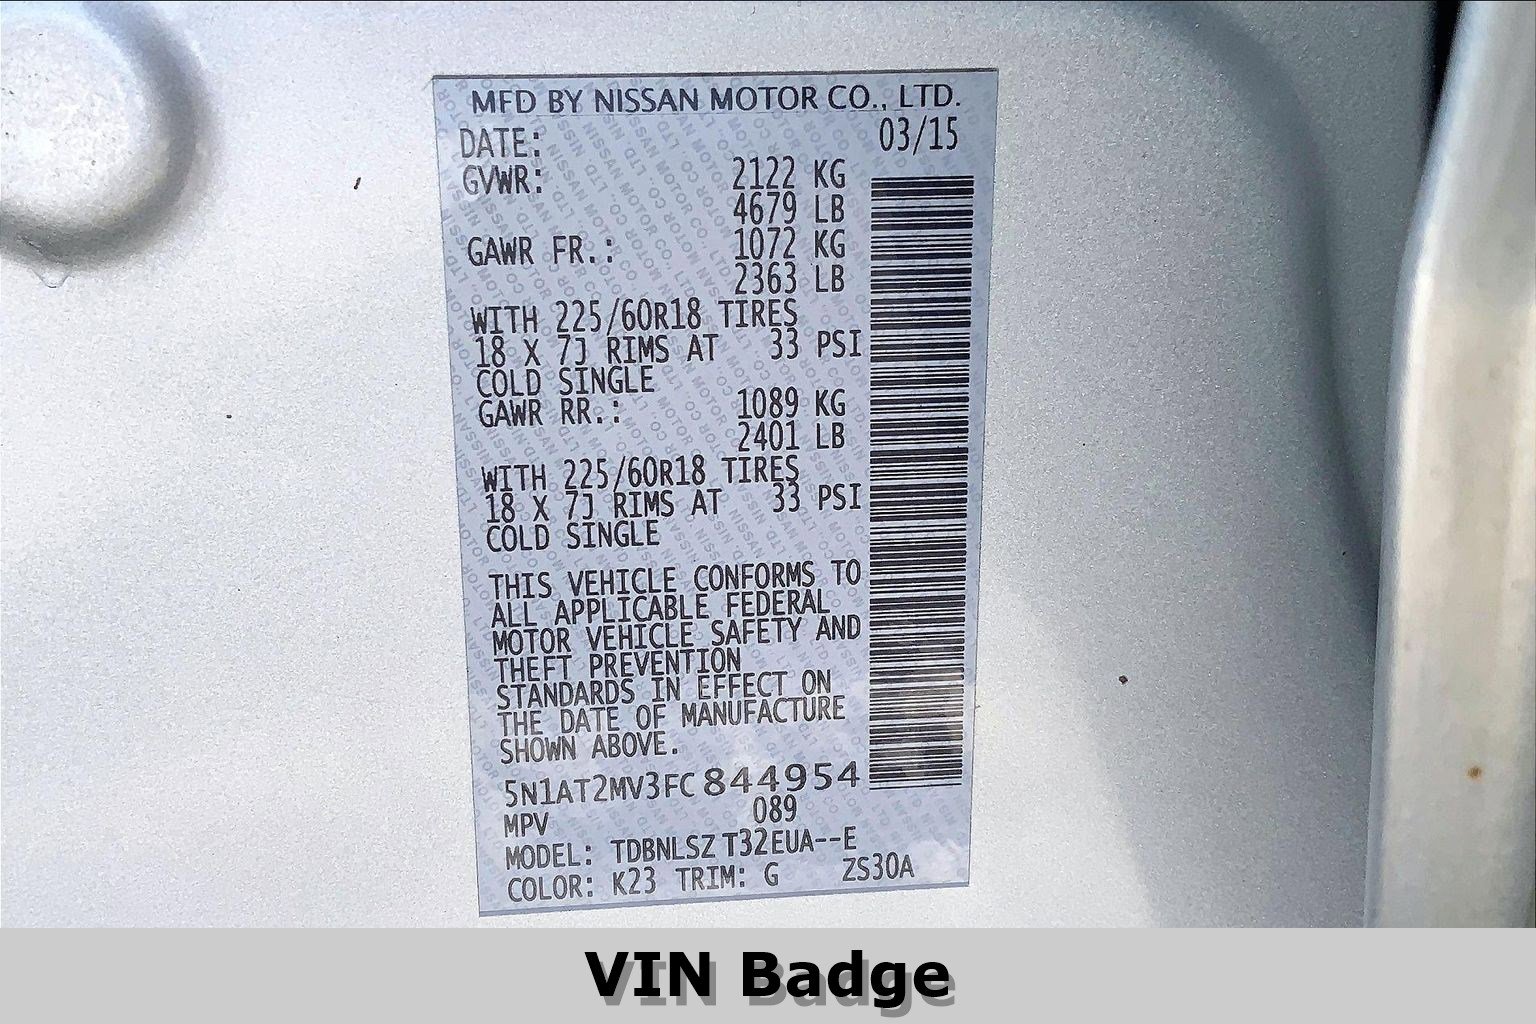 MFD BY NISSAN MOTOR CO., LTD.
DATE: 03/15
GVWR: 2122 KG
4679 LB
GAWR FR.: 1072 KG
2363 LB
WITH 225/60R18 TIRES
18 X 7J RIMS AT 33 PSI
COLD SINGLE
GAWR RR.: 1089 KG
2401 LB
WITH 225/60R18 TIRES
18 X 7J RIMS AT 33 PSI
COLD SINGLE
THIS VEHICLE CONFORMS TO
ALL APPLICABLE FEDERAL
MOTOR VEHICLE SAFETY AND
THEFT PREVENTION
STANDARDS IN EFFECT ON
THE DATE OF MANUFACTURE
SHOWN ABOVE.
5N1AT2MV3FC844954
MPV 089
MODEL: TDBNLSZ T32EUA--E
COLOR: K23 TRIM: G ZS30A
VIN Badge